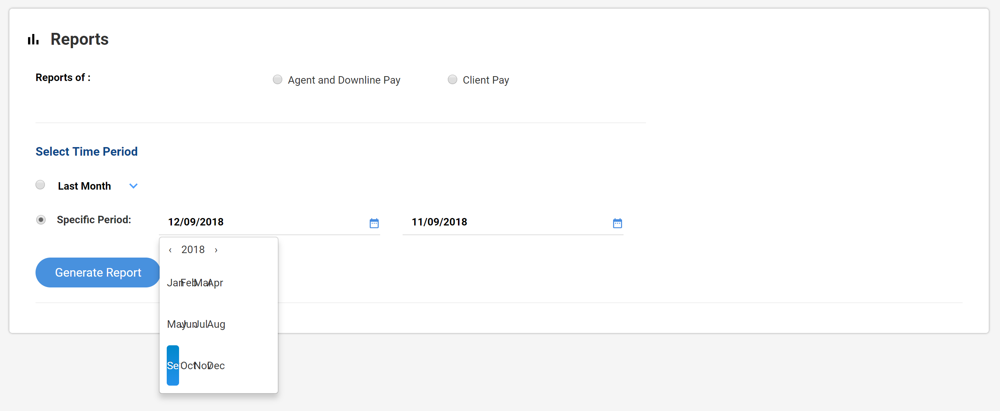 Reports
Reports of :
Agent and Downline Pay
Client Pay
Select Time Period
Last Month
Specific Period:
12/09/2018
11/09/2018
‹ 2018 ›
Generate Report
Jan Feb Mar Apr
May Jun Jul Aug
Se Oct Nov Dec